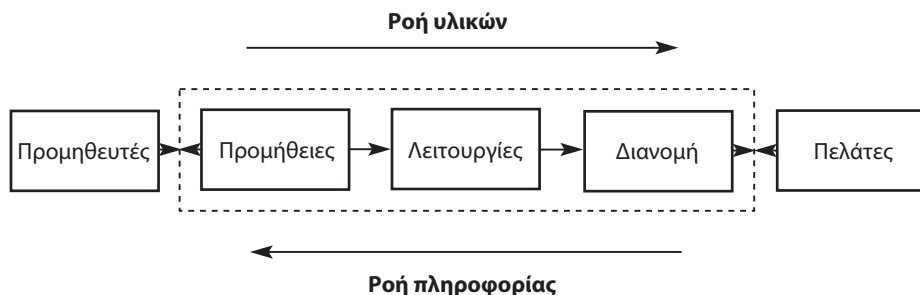 Ροή υλικών
Προμηθευτές
Προμήθειες
Λειτουργίες
Διανομή
Πελάτες
Ροή πληροφορίας